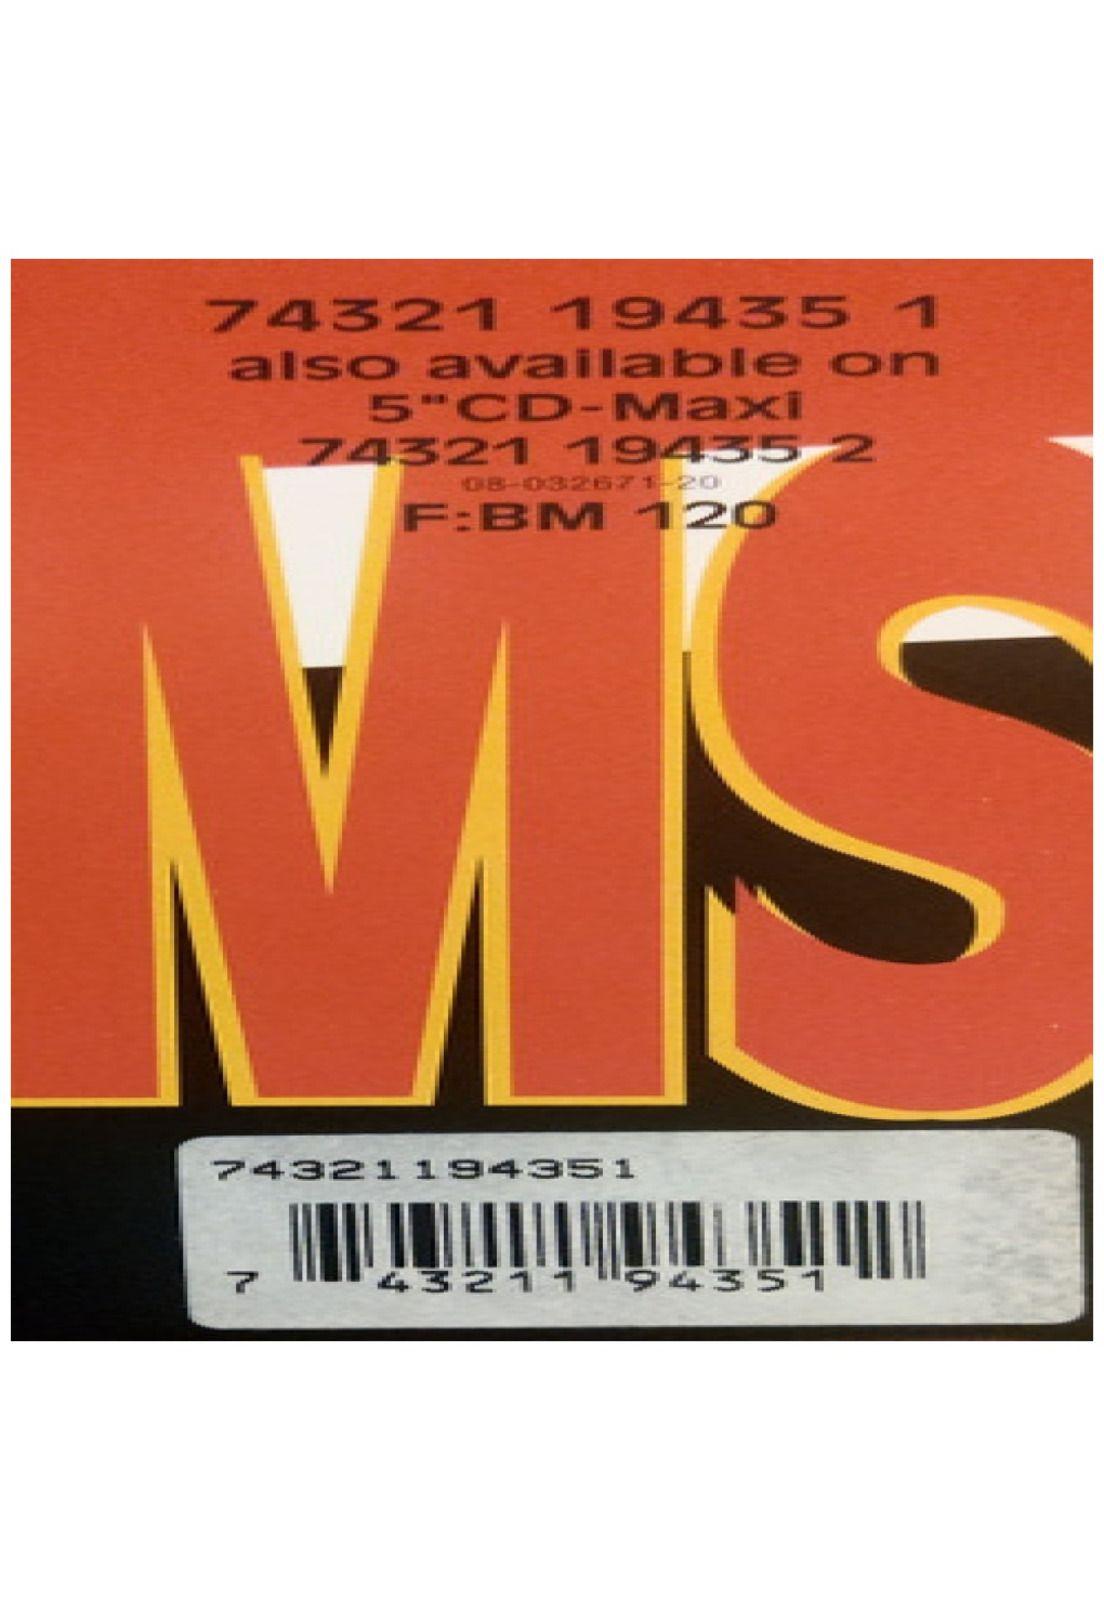 74321 19435 1
also available on
5"CD-Maxi
74321 19435 2
08-032671-20
F:BM 120
MS
74321194351
7 43211 94351